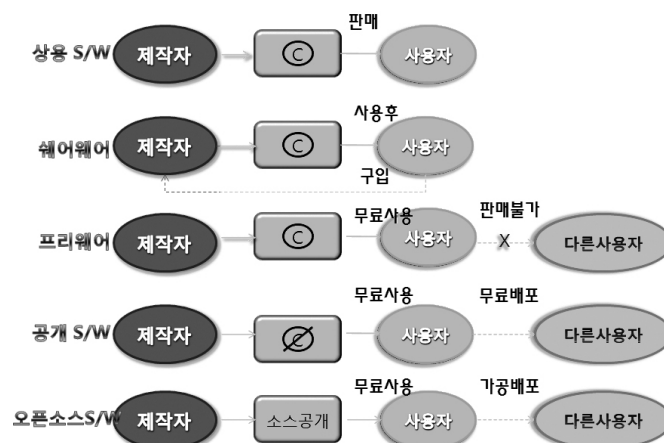 판매
상용 S/W 제작자 Ⓒ 사용자
사용후
쉐어웨어 제작자 Ⓒ 사용자
구입
무료사용 판매불가
프리웨어 제작자 Ⓒ 사용자 X 다른사용자
무료사용 무료배포
공개 S/W 제작자 Ⓒ 사용자 다른사용자
무료사용 가공배포
오픈소스S/W 제작자 소스공개 사용자 다른사용자